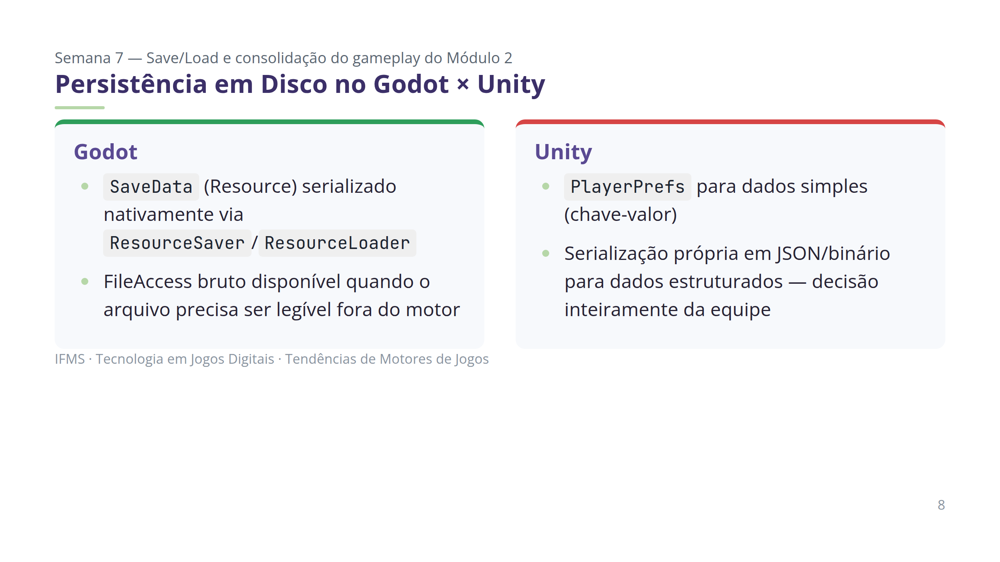 Semana 7 — Save/Load e consolidação do gameplay do Módulo 2
Persistência em Disco no Godot × Unity
Godot
SaveData (Resource) serializado
nativamente via
ResourceSaver/ResourceLoader
FileAccess bruto disponível quando o
arquivo precisa ser legível fora do motor
Unity
PlayerPrefs para dados simples
(chave-valor)
Serialização própria em JSON/binário
para dados estruturados — decisão
inteiramente da equipe
IFMS · Tecnologia em Jogos Digitais · Tendências de Motores de Jogos
8